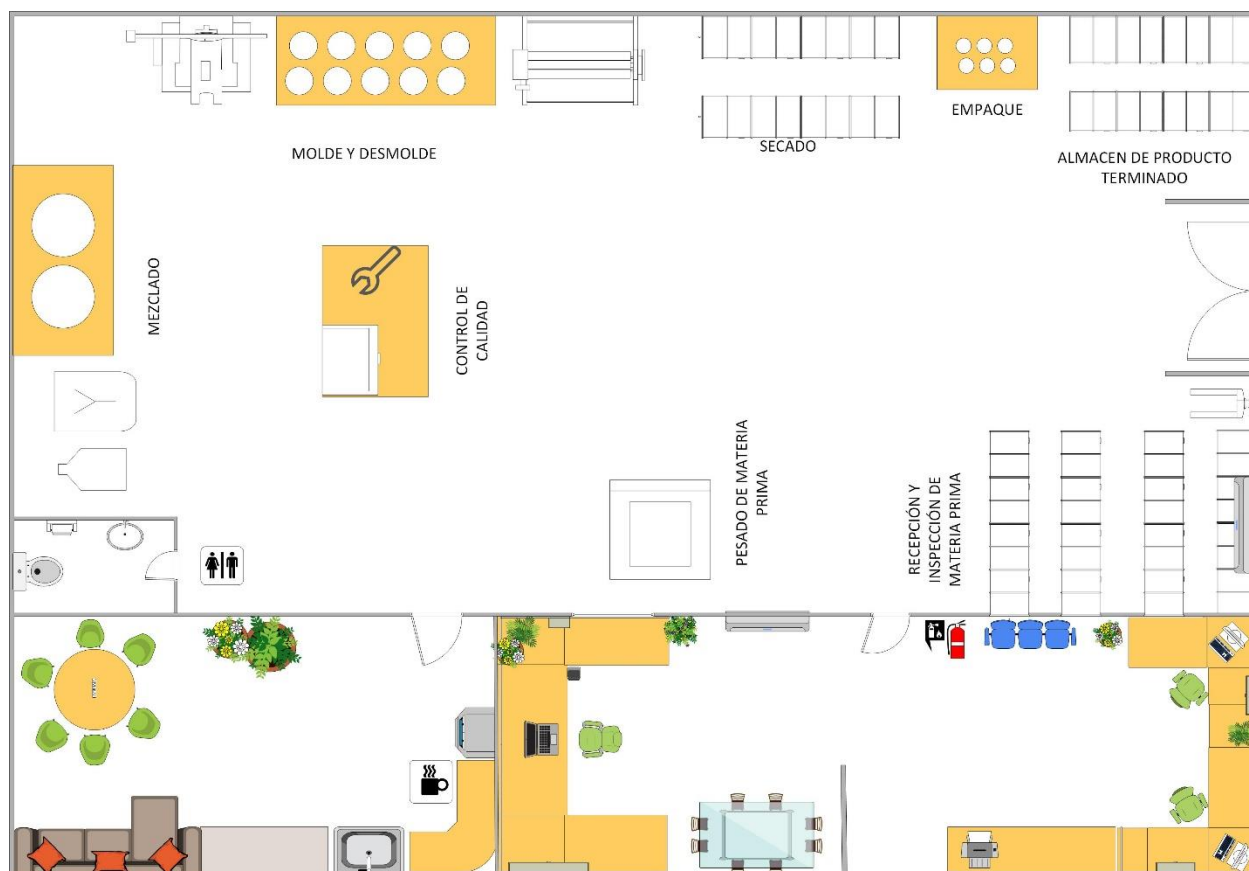 MOLDE Y DESMOLDE
SECADO
EMPAQUE
ALMACEN DE PRODUCTO
TERMINADO
MEZCLADO
CONTROL DE
CALIDAD
PESADO DE MATERIA
PRIMA
RECEPCIÓN Y
INSPECCIÓN DE
MATERIA PRIMA